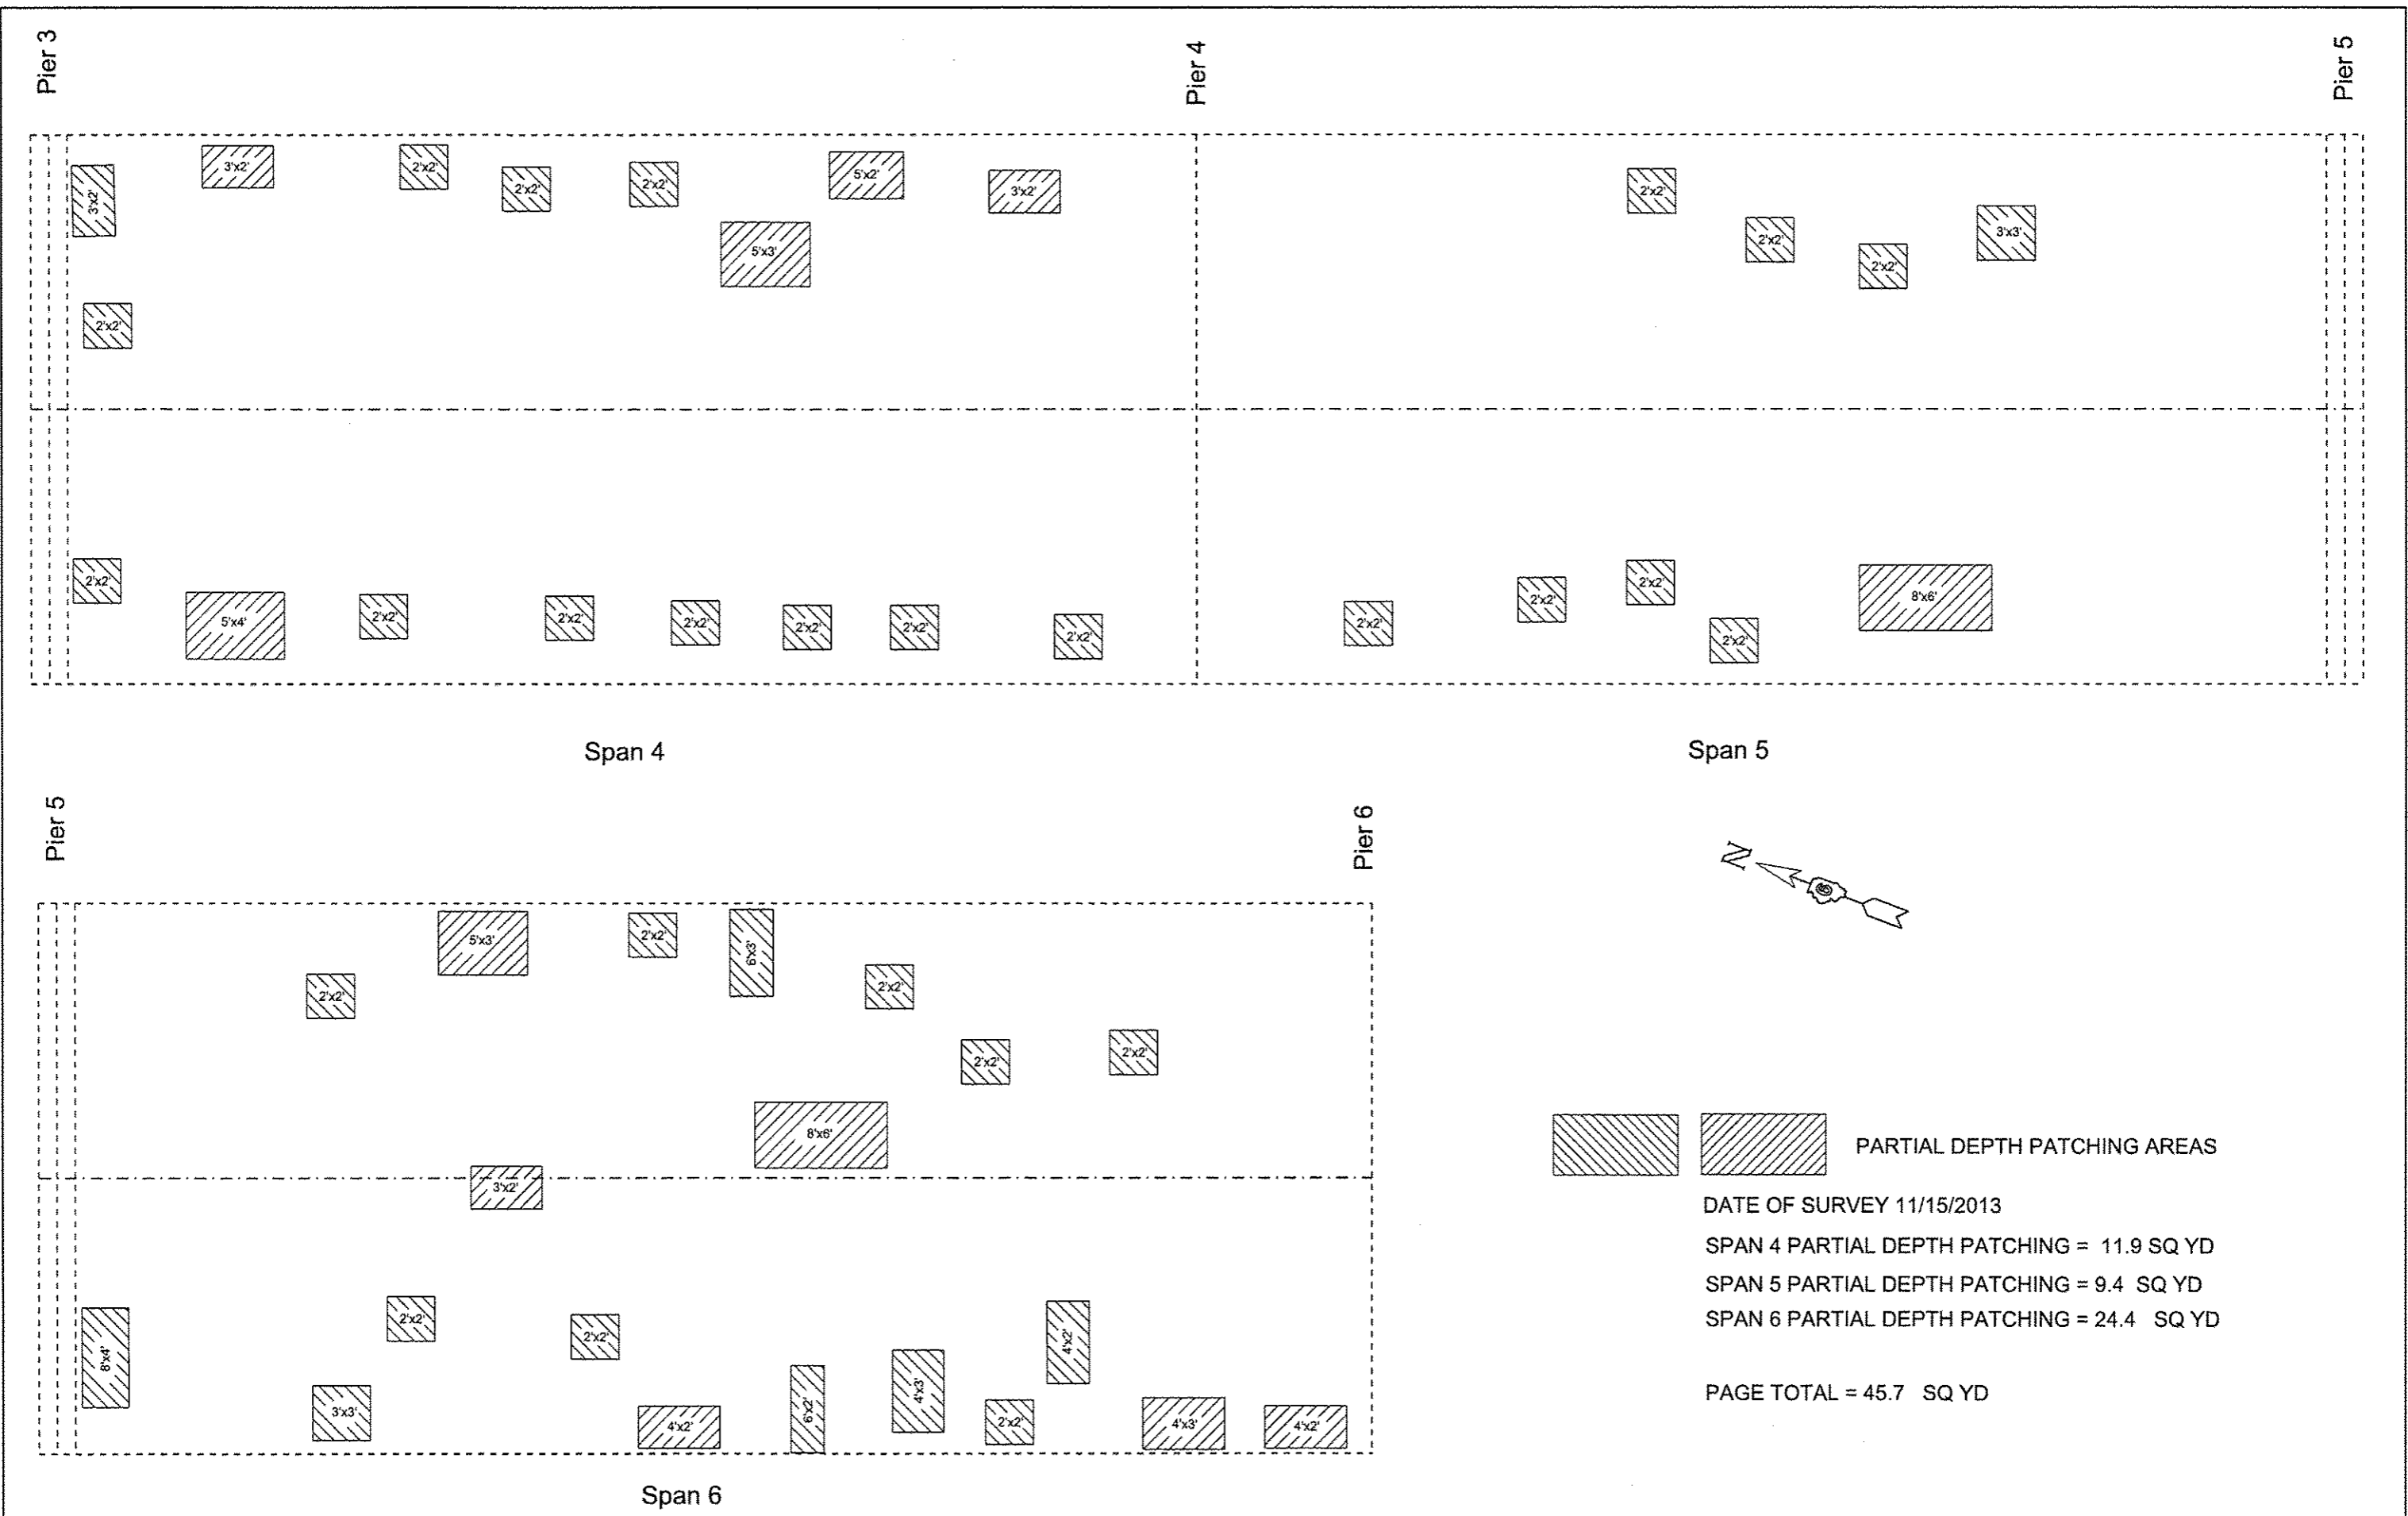 Pier 3
Pier 4
Pier 5
3'x2'
3'x2'
2'x2'
2'x2'
2'x2'
5'x3'
5'x2'
3'x2'
2'x2'
2'x2'
2'x2'
2'x2'
3'x3'
2'x2'
5'x4'
2'x2'
2'x2'
2'x2'
2'x2'
2'x2'
2'x2'
2'x2'
2'x2'
2'x2'
2'x2'
8'x6'
Span 4
Span 5
Pier 5
Pier 6
N
2'x2'
5'x3'
2'x2'
6'x3'
2'x2'
2'x2'
2'x2'
8'x6'
3'x2'
8'x4'
2'x2'
3'x3'
2'x2'
4'x2'
6'x2'
4'x3'
2'x2'
4'x2'
4'x3'
4'x2'
Span 6
PARTIAL DEPTH PATCHING AREAS
DATE OF SURVEY 11/15/2013
SPAN 4 PARTIAL DEPTH PATCHING = 11.9 SQ YD
SPAN 5 PARTIAL DEPTH PATCHING = 9.4 SQ YD
SPAN 6 PARTIAL DEPTH PATCHING = 24.4 SQ YD
PAGE TOTAL = 45.7 SQ YD